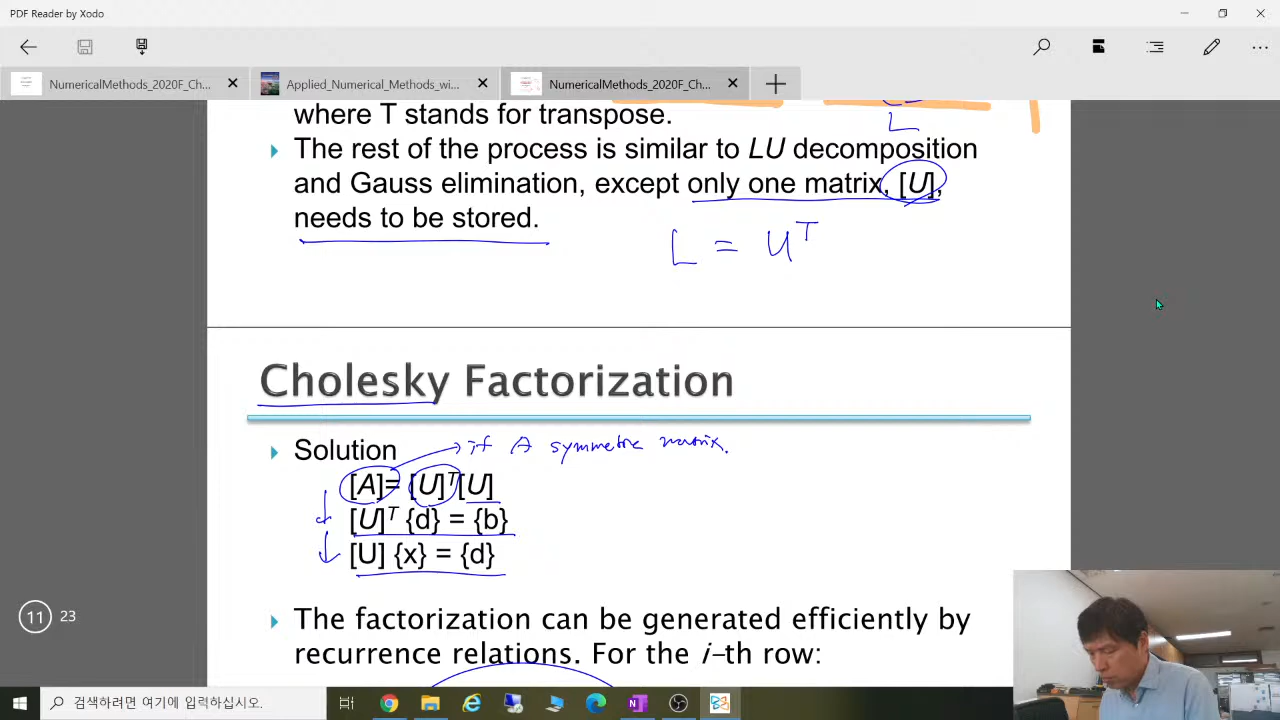 PDF Reader by Xodo
NumericalMethods_2020F_Ch...
Applied_Numerical_Methods_wi...
NumericalMethods_2020F_Ch...
where T stands for transpose.
L
The rest of the process is similar to LU decomposition
and Gauss elimination, except only one matrix, [U],
needs to be stored.
L = U^T
Cholesky Factorization
Solution
→ if A symmetric matrix.
[A]= [U]^T[U]
[U]^T {d} = {b}
[U] {x} = {d}
11 23
The factorization can be generated efficiently by
recurrence relations. For the i-th row:
검색하려면 여기에 입력하십시오.